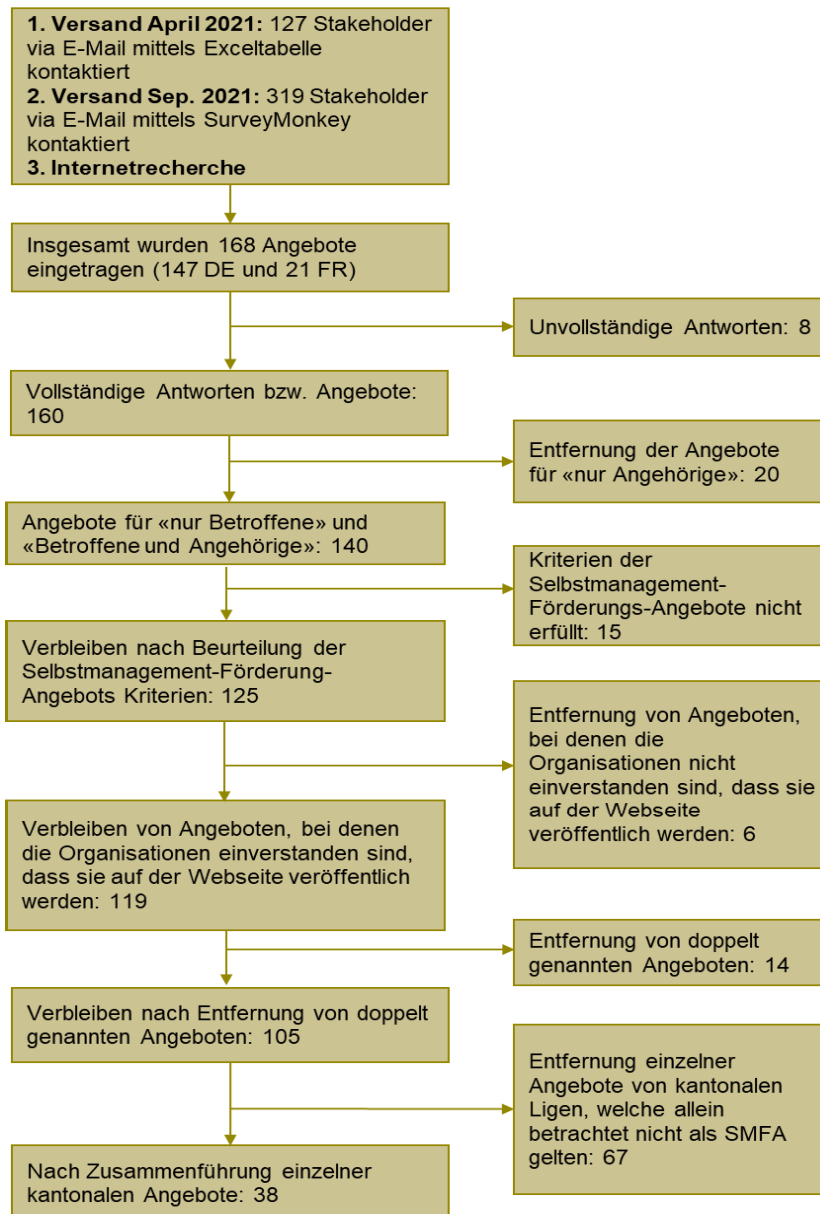 1. Versand April 2021: 127 Stakeholder
via E-Mail mittels Exceltabelle
kontaktiert
2. Versand Sep. 2021: 319 Stakeholder
via E-Mail mittels SurveyMonkey
kontaktiert
3. Internetrecherche
Insgesamt wurden 168 Angebote
eingetragen (147 DE und 21 FR)
Unvollständige Antworten: 8
Vollständige Antworten bzw. Angebote:
160
Entfernung der Angebote
für «nur Angehörige»: 20
Angebote für «nur Betroffene» und
«Betroffene und Angehörige»: 140
Kriterien der
Selbstmanagement-
Förderungs-Angebote nicht
erfüllt: 15
Verbleiben nach Beurteilung der
Selbstmanagement-Förderung-
Angebots Kriterien: 125
Entfernung von Angeboten,
bei denen die
Organisationen nicht
einverstanden sind, dass sie
auf der Webseite
veröffentlich werden: 6
Verbleiben von Angeboten, bei denen
die Organisationen einverstanden sind,
dass sie auf der Webseite veröffentlich
werden: 119
Entfernung von doppelt
genannten Angeboten: 14
Verbleiben nach Entfernung von doppelt
genannten Angeboten: 105
Entfernung einzelner
Angebote von kantonalen
Ligen, welche allein
betrachtet nicht als SMFA
gelten: 67
Nach Zusammenführung einzelner
kantonalen Angebote: 38